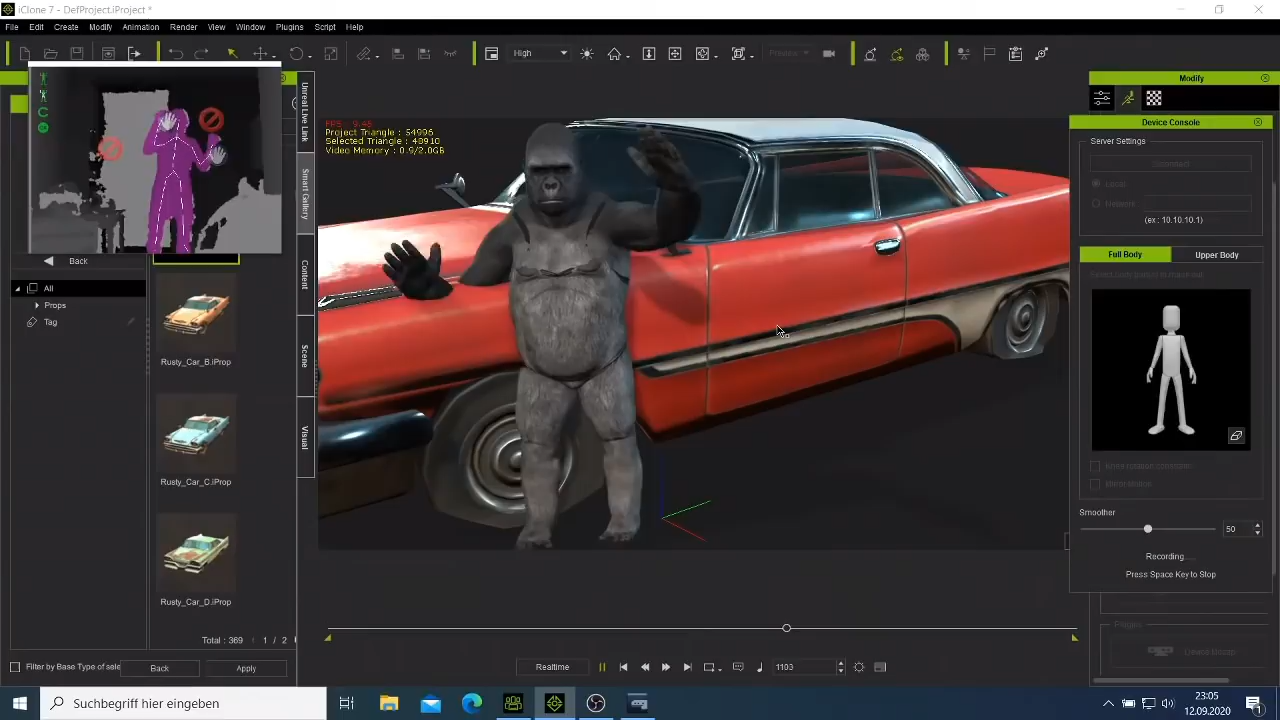 iClone 7 - DefProject.iProject *
File Edit Create Modify Animation Render View Window Plugins Script Help
High
Preview
Modify
Device Console
Server Settings
(ex : 10.10.10.1)
Full Body Upper Body
Smoother
50
Recording...
Press Space Key to Stop
FPS : 9.45
Project Triangle : 54996
Selected Triangle : 48910
Video Memory : 0.9/2.0GB
Unreal Live Link
Smart Gallery
Content
Scene
Visual
Back
All
Props
Tag
Rusty_Car_B.iProp
Rusty_Car_C.iProp
Rusty_Car_D.iProp
Total : 369 1 / 2
Filter by Base Type of sele
Back Apply
Realtime
1103
Suchbegriff hier eingeben
23:05
12.09.2020